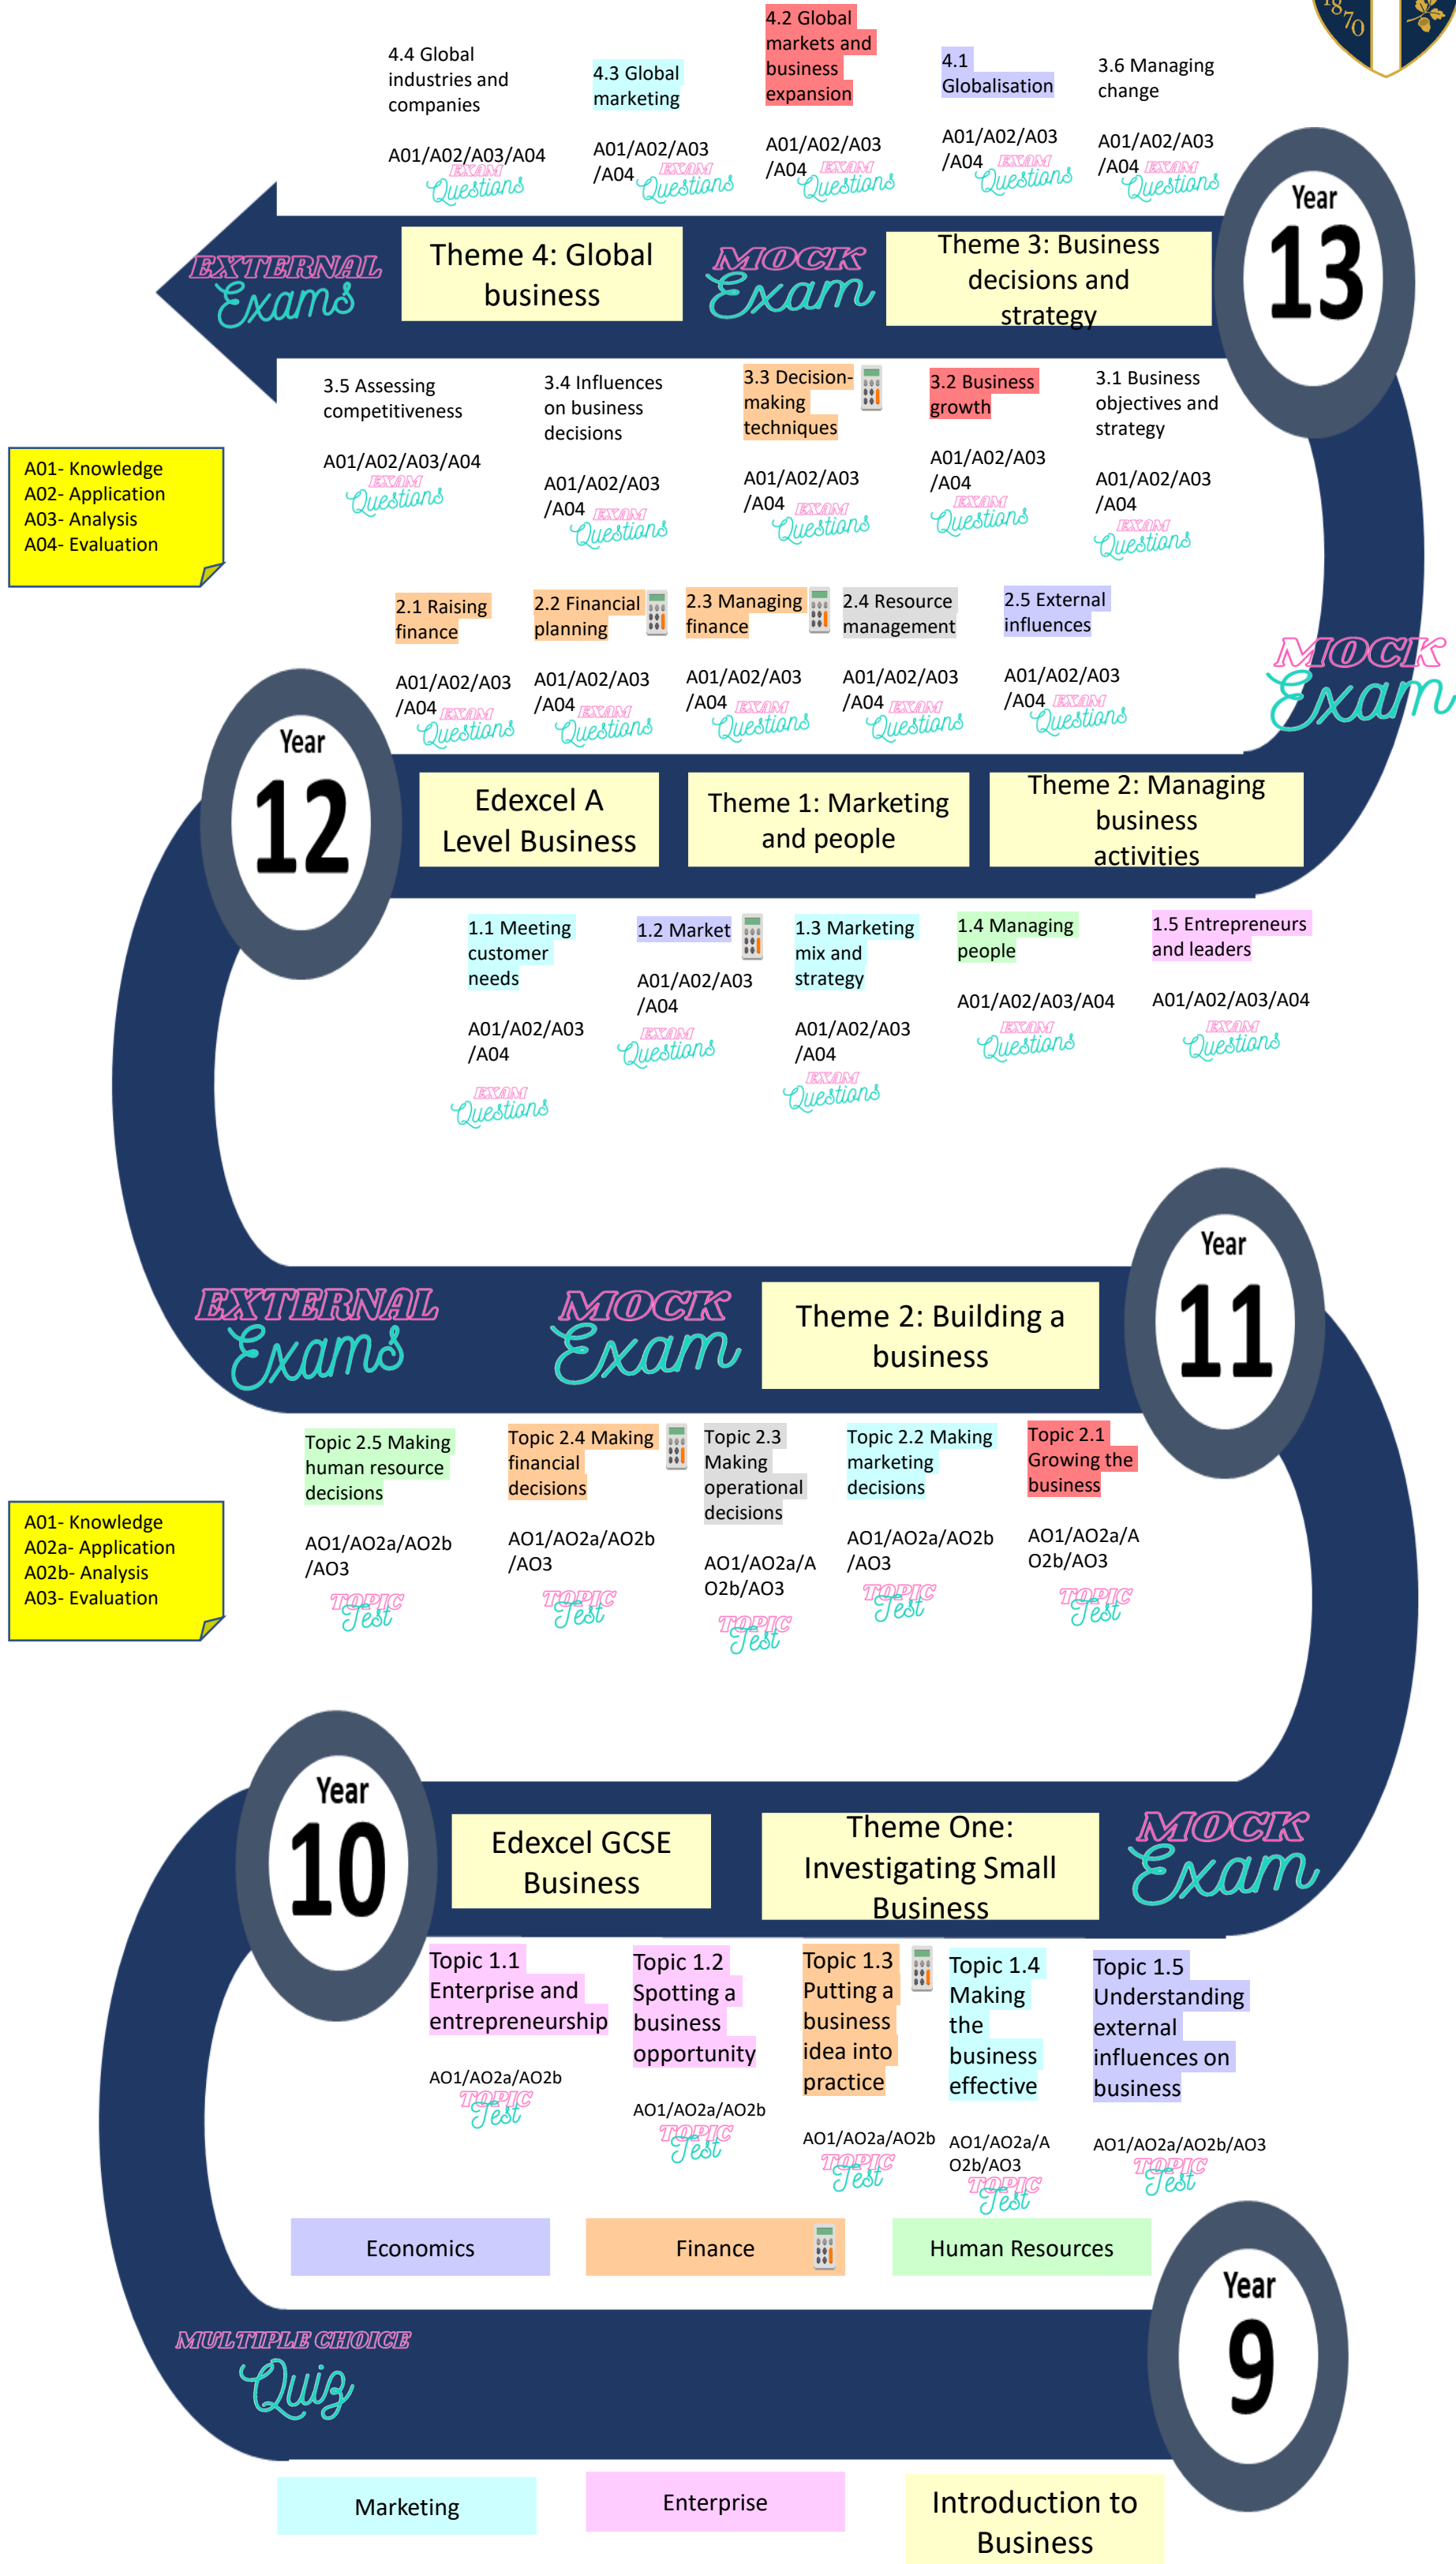 1870
4.4 Global
industries and
companies
A01/A02/A03/A04
EXAM
Questions
4.3 Global
marketing
A01/A02/A03
/A04
EXAM
Questions
4.2 Global
markets and
business
expansion
A01/A02/A03
/A04
EXAM
Questions
4.1
Globalisation
A01/A02/A03
/A04
EXAM
Questions
3.6 Managing
change
A01/A02/A03
/A04
EXAM
Questions
Year
13
EXTERNAL
Exams
Theme 4: Global
business
MOCK
Exam
Theme 3: Business
decisions and
strategy
3.5 Assessing
competitiveness
A01/A02/A03/A04
EXAM
Questions
3.4 Influences
on business
decisions
A01/A02/A03
/A04
EXAM
Questions
3.3 Decision-
making
techniques
A01/A02/A03
/A04
EXAM
Questions
3.2 Business
growth
A01/A02/A03
/A04
EXAM
Questions
3.1 Business
objectives and
strategy
A01/A02/A03
/A04
EXAM
Questions
A01- Knowledge
A02- Application
A03- Analysis
A04- Evaluation
2.1 Raising
finance
A01/A02/A03
/A04
EXAM
Questions
2.2 Financial
planning
A01/A02/A03
/A04
EXAM
Questions
2.3 Managing
finance
A01/A02/A03
/A04
EXAM
Questions
2.4 Resource
management
A01/A02/A03
/A04
EXAM
Questions
2.5 External
influences
A01/A02/A03
/A04
EXAM
Questions
MOCK
Exam
Year
12
Edexcel A
Level Business
Theme 1: Marketing
and people
Theme 2: Managing
business
activities
1.1 Meeting
customer
needs
A01/A02/A03
/A04
EXAM
Questions
1.2 Market
A01/A02/A03
/A04
EXAM
Questions
1.3 Marketing
mix and
strategy
A01/A02/A03
/A04
EXAM
Questions
1.4 Managing
people
A01/A02/A03/A04
EXAM
Questions
1.5 Entrepreneurs
and leaders
A01/A02/A03/A04
EXAM
Questions
Year
11
EXTERNAL
Exams
MOCK
Exam
Theme 2: Building a
business
Topic 2.5 Making
human resource
decisions
AO1/AO2a/AO2b
/AO3
TOPIC
Test
Topic 2.4 Making
financial
decisions
AO1/AO2a/AO2b
/AO3
TOPIC
Test
Topic 2.3
Making
operational
decisions
AO1/AO2a/A
O2b/AO3
TOPIC
Test
Topic 2.2 Making
marketing
decisions
AO1/AO2a/AO2b
/AO3
TOPIC
Test
Topic 2.1
Growing the
business
AO1/AO2a/A
O2b/AO3
TOPIC
Test
A01- Knowledge
A02a- Application
A02b- Analysis
A03- Evaluation
Year
10
Edexcel GCSE
Business
Theme One:
Investigating Small
Business
MOCK
Exam
Topic 1.1
Enterprise and
entrepreneurship
AO1/AO2a/AO2b
TOPIC
Test
Topic 1.2
Spotting a
business
opportunity
AO1/AO2a/AO2b
TOPIC
Test
Topic 1.3
Putting a
business
idea into
practice
AO1/AO2a/AO2b
TOPIC
Test
Topic 1.4
Making
the
business
effective
AO1/AO2a/A
O2b/AO3
TOPIC
Test
Topic 1.5
Understanding
external
influences on
business
AO1/AO2a/AO2b/AO3
TOPIC
Test
Economics
Finance
Human Resources
Year
9
MULTIPLE CHOICE
Quiz
Marketing
Enterprise
Introduction to
Business